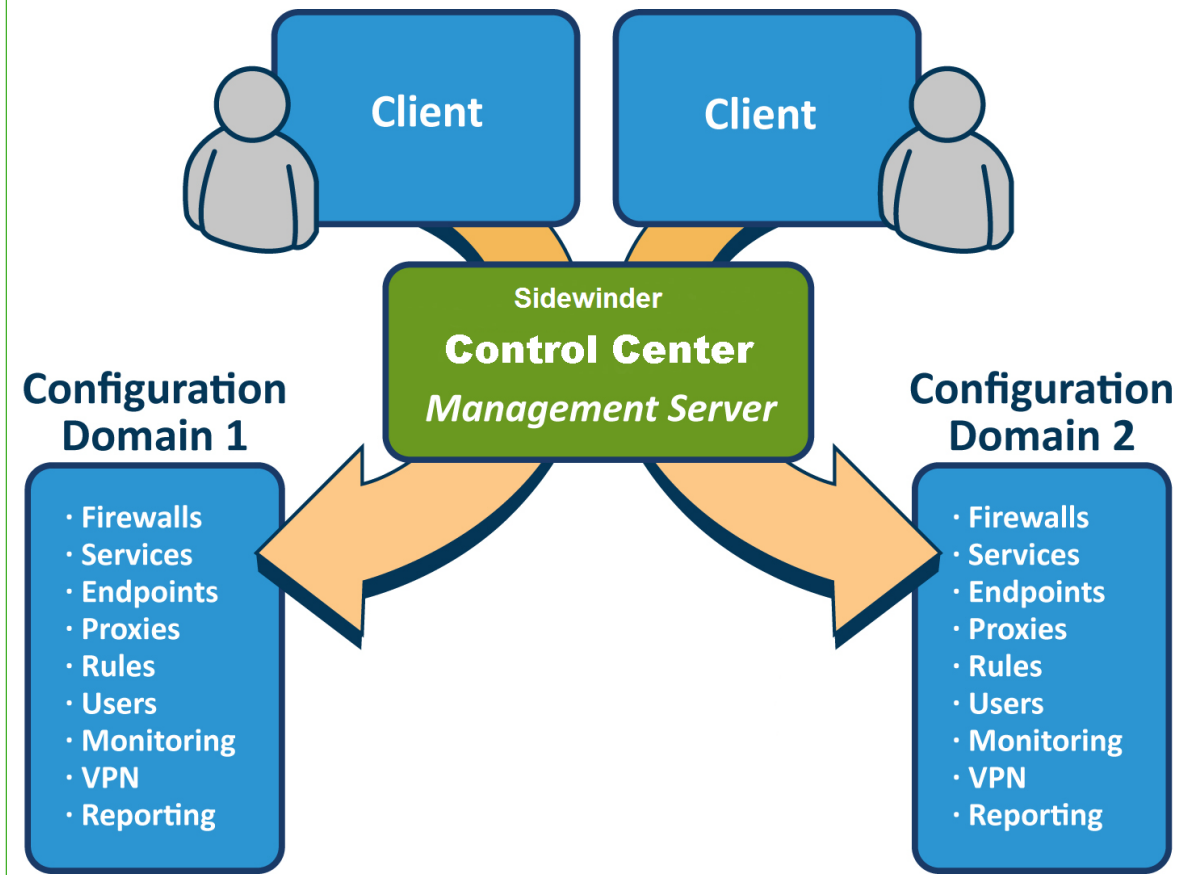 Client
Client
Sidewinder
Control Center
Management Server
Configuration
Domain 1
· Firewalls
· Services
· Endpoints
· Proxies
· Rules
· Users
· Monitoring
· VPN
· Reporting
Configuration
Domain 2
· Firewalls
· Services
· Endpoints
· Proxies
· Rules
· Users
· Monitoring
· VPN
· Reporting